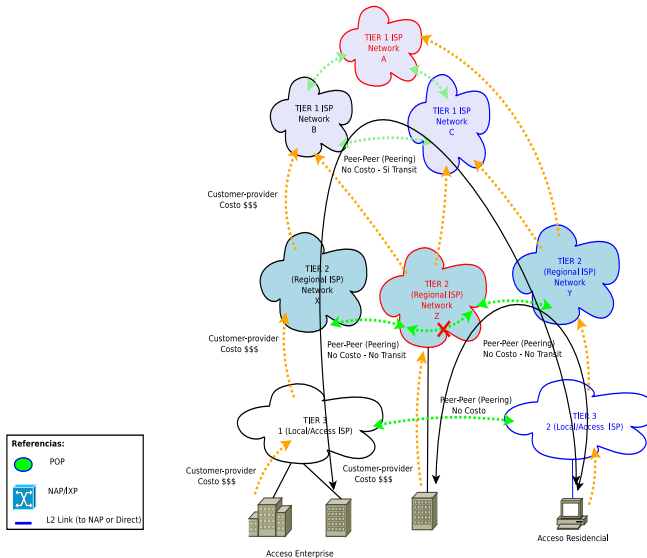 TIER 1 ISP
Network
A
TIER 1 ISP
Network
B
TIER 1 ISP
Network
C
Peer-Peer (Peering)
No Costo - Si Transit
Customer-provider
Costo $$$
TIER 2
(Regional ISP)
Network
X
TIER 2
(Regional ISP)
Network
Z
TIER 2
(Regional ISP)
Network
Y
Customer-provider
Costo $$$
Peer-Peer (Peering)
No Costo - No Transit
Peer-Peer (Peering)
No Costo - No Transit
TIER 3
1 (Local/Access ISP)
Peer-Peer (Peering)
No Costo
TIER 3
2 (Local/Access ISP)
Customer-provider
Costo $$$
Customer-provider
Costo $$$
Acceso Enterprise
Acceso Residencial
Referencias:
POP
NAP/IXP
L2 Link (to NAP or Direct)